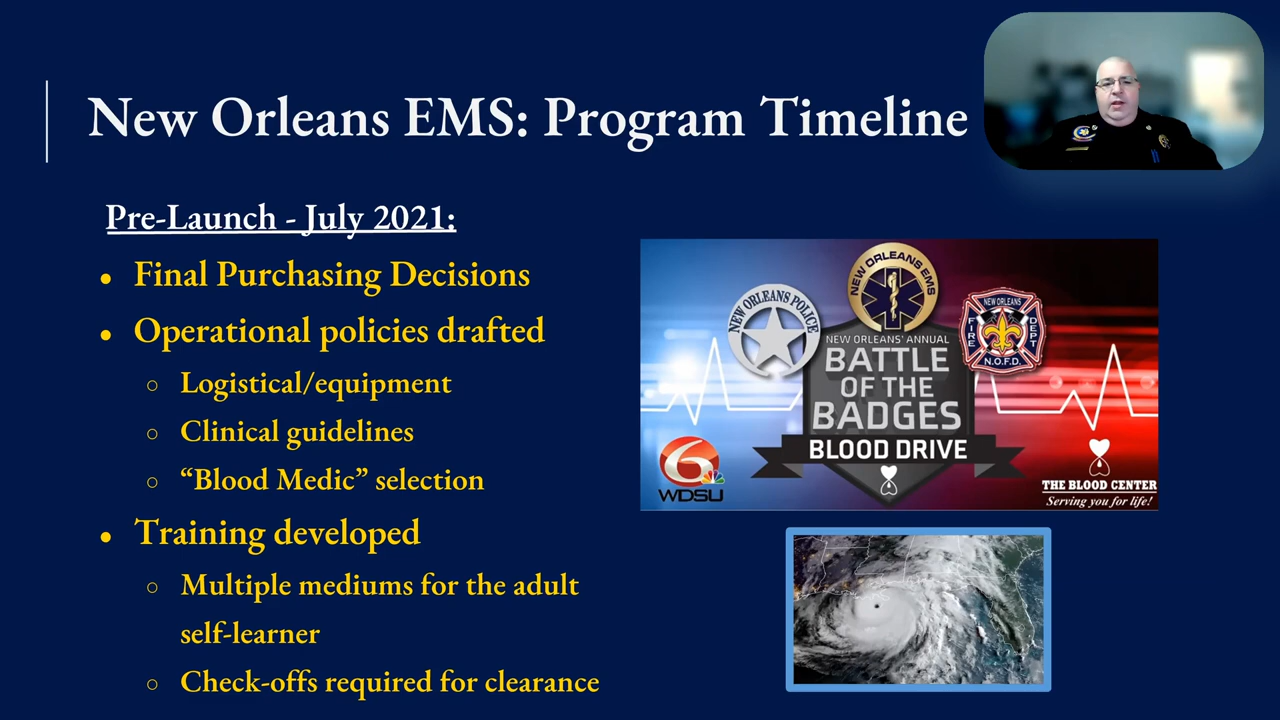 New Orleans EMS: Program Timeline
Pre-Launch - July 2021:
• Final Purchasing Decisions
• Operational policies drafted
○ Logistical/equipment
○ Clinical guidelines
○ “Blood Medic” selection
• Training developed
○ Multiple mediums for the adult
self-learner
○ Check-offs required for clearance
NEW ORLEANS POLICE
NEW ORLEANS EMS
NEW ORLEANS
FIRE
DEPT
N.O.F.D.
NEW ORLEANS' ANNUAL
BATTLE
OF THE
BADGES
BLOOD DRIVE
6
WDSU
THE BLOOD CENTER
Serving you for life!